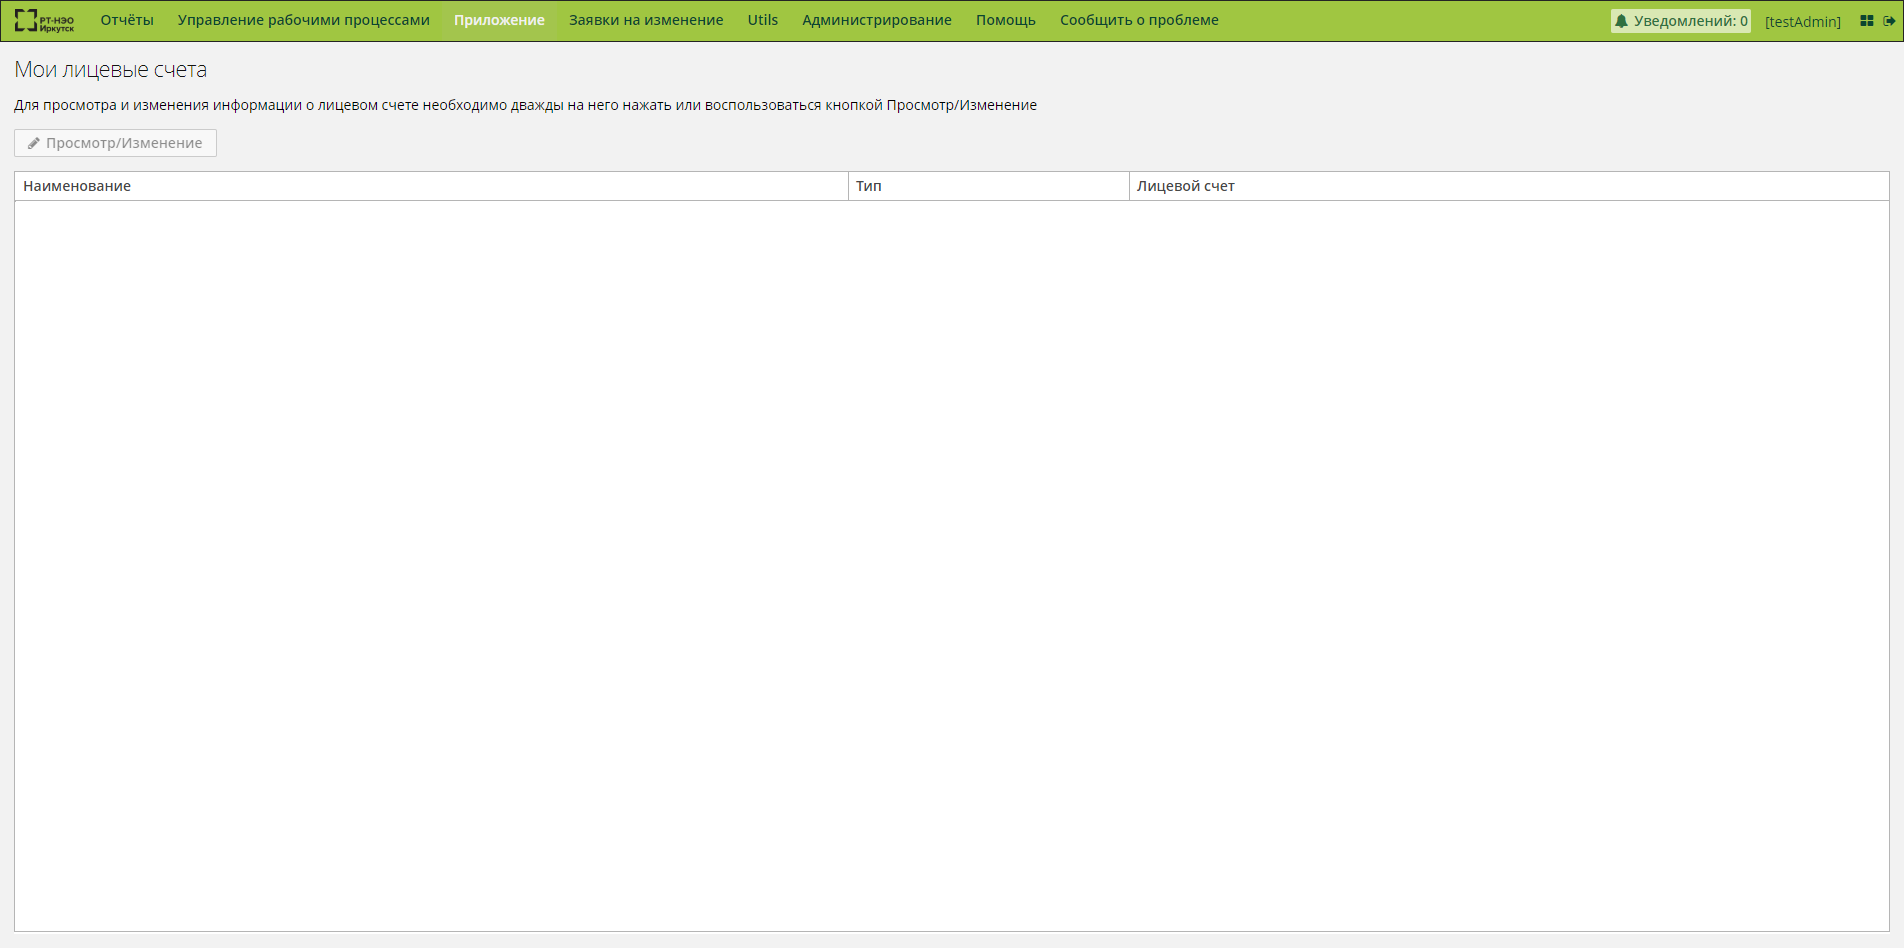 РТ-НЭО
Иркутск
Отчёты Управление рабочими процессами Приложение Заявки на изменение Utils Администрирование Помощь Сообщить о проблеме Уведомлений: 0 [testAdmin]
Мои лицевые счета
Для просмотра и изменения информации о лицевом счете необходимо дважды на него нажать или воспользоваться кнопкой Просмотр/Изменение
Просмотр/Изменение
Наименование Тип Лицевой счет